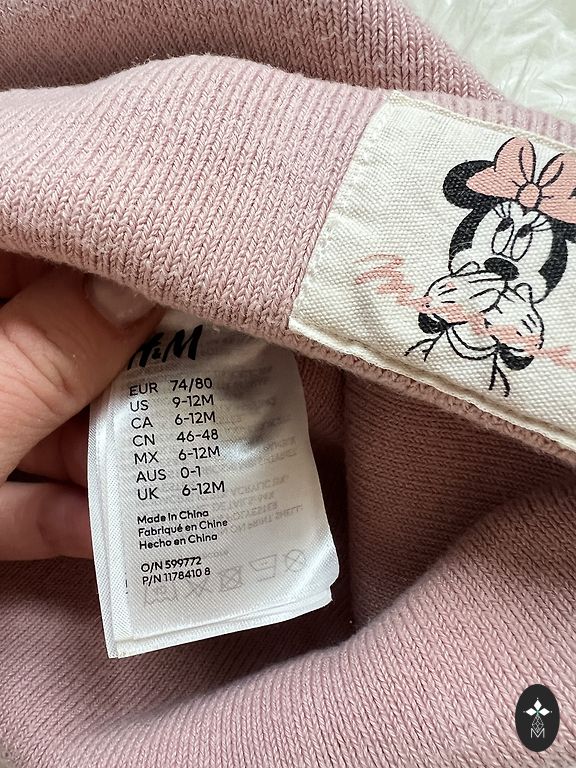 H&M
EUR 74/80
US 9-12M
CA 6-12M
CN 46-48
MX 6-12M
AUS 0-1
UK 6-12M
Made in China
Fabriqué en Chine
Hecho en China
O/N 599772
P/N 1178410 8
M